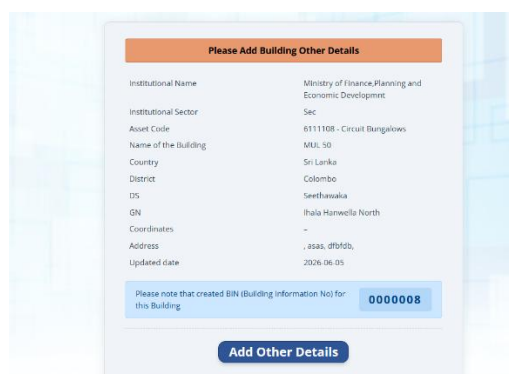 Please Add Building Other Details
Institutional Name Ministry of Finance,Planning and
Economic Developmnt
Institutional Sector Sec
Asset Code 6111108 - Circuit Bungalows
Name of the Building MUL 50
Country Sri Lanka
District Colombo
DS Seethawaka
GN Ihala Hanwella North
Coordinates –
Address , asas, dfbfdb,
Updated date 2026-06-05
Please note that created BIN (Building Information No) for
this Building
0000008
Add Other Details